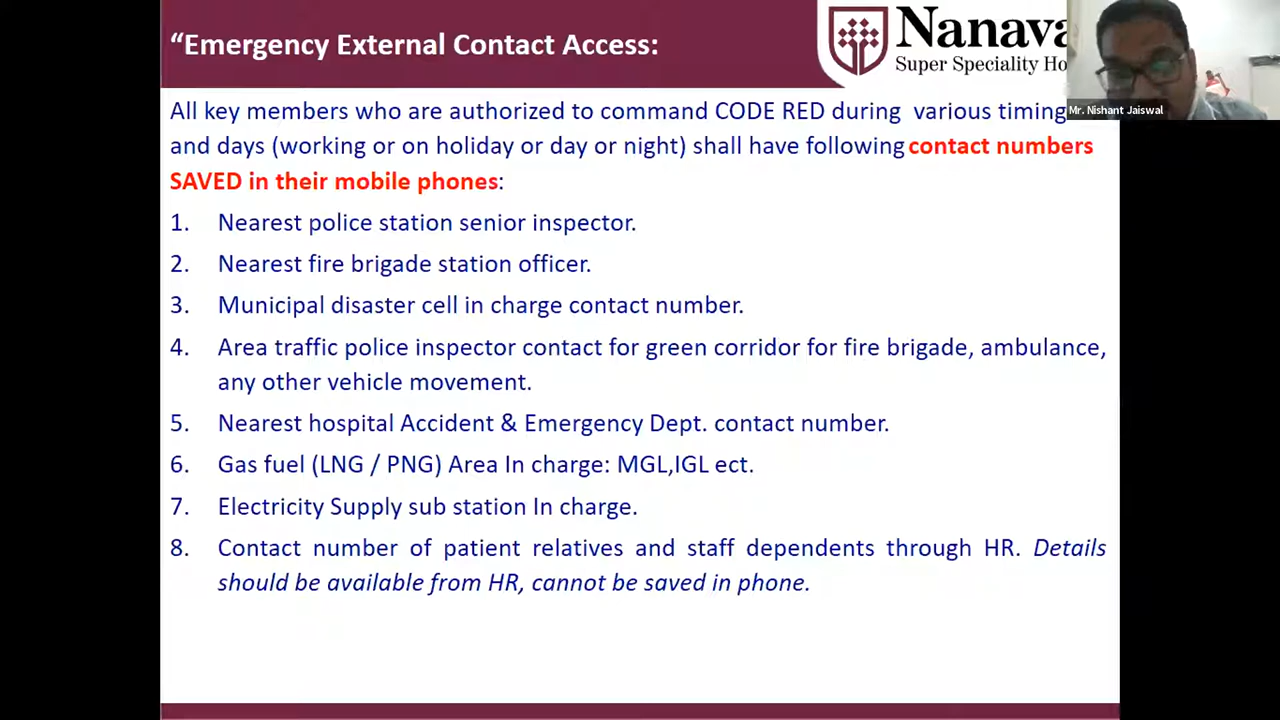 “Emergency External Contact Access:
Nanava
Super Speciality Ho
Mr. Nishant Jaiswal
All key members who are authorized to command CODE RED during various timing
and days (working or on holiday or day or night) shall have following contact numbers
SAVED in their mobile phones:
1. Nearest police station senior inspector.
2. Nearest fire brigade station officer.
3. Municipal disaster cell in charge contact number.
4. Area traffic police inspector contact for green corridor for fire brigade, ambulance,
any other vehicle movement.
5. Nearest hospital Accident & Emergency Dept. contact number.
6. Gas fuel (LNG / PNG) Area In charge: MGL,IGL ect.
7. Electricity Supply sub station In charge.
8. Contact number of patient relatives and staff dependents through HR. Details
should be available from HR, cannot be saved in phone.